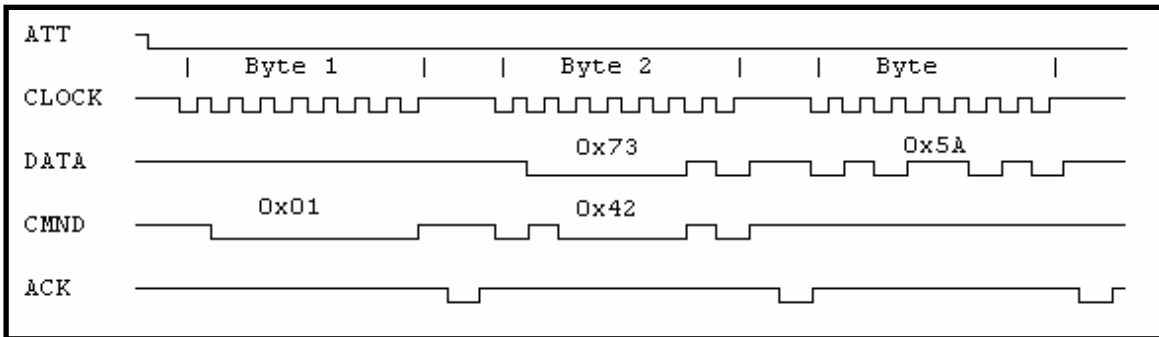 ATT
| Byte 1 | | Byte 2 | | Byte |
CLOCK
0x73 0x5A
DATA
0x01 0x42
CMND
ACK